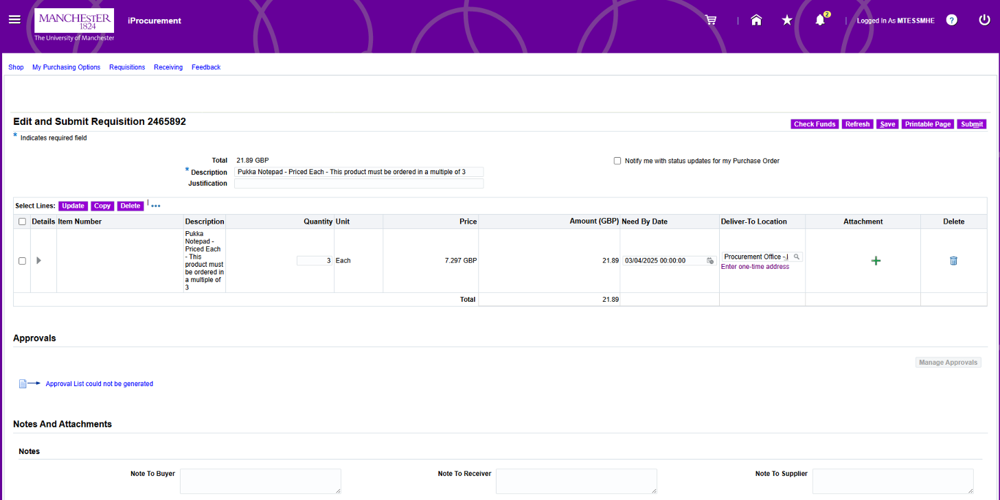 MANCHESTER
1824
The University of Manchester
iProcurement
2
Logged In As MTESSMHE
?
Shop My Purchasing Options Requisitions Receiving Feedback
Edit and Submit Requisition 2465892
Check Funds Refresh Save Printable Page Submit
* Indicates required field
Total 21.89 GBP
Notify me with status updates for my Purchase Order
* Description Pukka Notepad - Priced Each - This product must be ordered in a multiple of 3
Justification
Select Lines: Update Copy Delete | •••
Details Item Number Description Quantity Unit Price Amount (GBP) Need By Date Deliver-To Location Attachment Delete
Pukka
Notepad -
Priced Each
- This
product must
be ordered in
a multiple of
3
3 Each 7.297 GBP 21.89 03/04/2025 00:00:00
Procurement Office -
Enter one-time address
Total 21.89
Approvals
Manage Approvals
Approval List could not be generated
Notes And Attachments
Notes
Note To Buyer Note To Receiver Note To Supplier